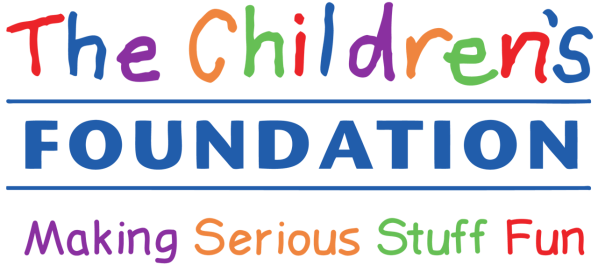 The Children's
FOUNDATION
Making Serious Stuff Fun